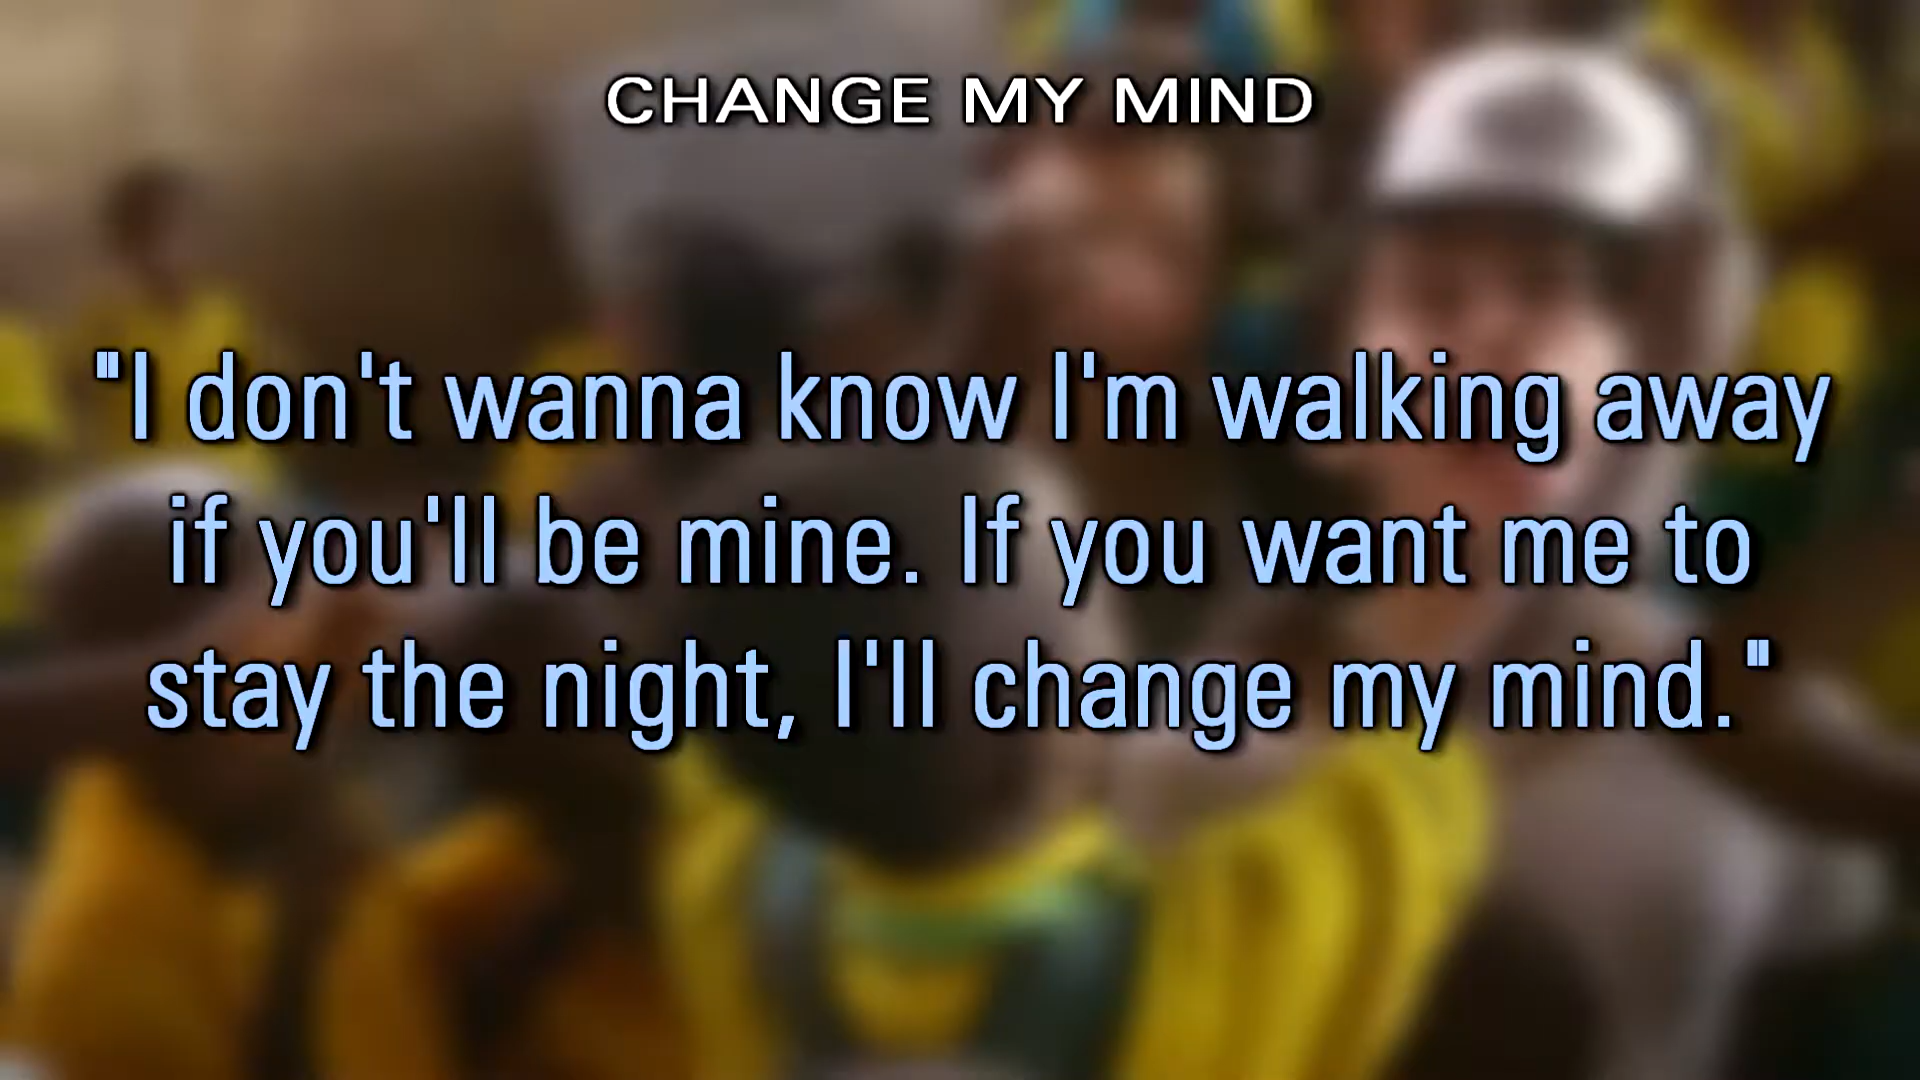 CHANGE MY MIND
"I don't wanna know I'm walking away
if you'll be mine. If you want me to
stay the night, I'll change my mind."